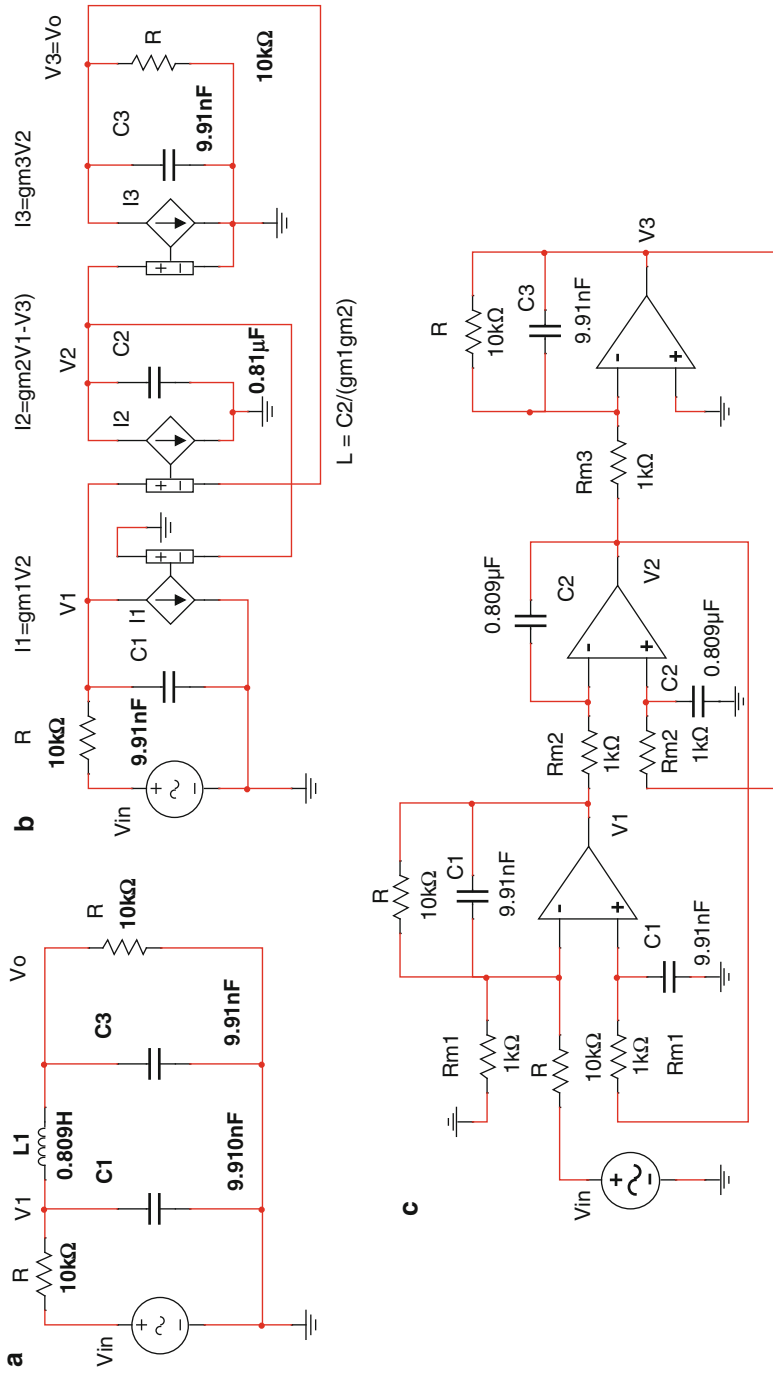 a
Vin
R
10kΩ
V1
L1
0.809H
C1
9.910nF
C3
9.91nF
Vo
R
10kΩ
b
Vin
R
10kΩ
9.91nF
C1
V1
I1=gm1V2
I1
I2
V2
I2=gm2V1-V3)
C2
0.81µF
L = C2/(gm1gm2)
I3=gm3V2
I3
C3
9.91nF
V3=Vo
R
10kΩ
c
Vin
Rm1
1kΩ
R
10kΩ
1kΩ
Rm1
R
10kΩ
C1
9.91nF
C1
9.91nF
V1
Rm2
1kΩ
Rm2
1kΩ
0.809µF
C2
C2
0.809µF
V2
Rm3
1kΩ
R
10kΩ
C3
9.91nF
V3